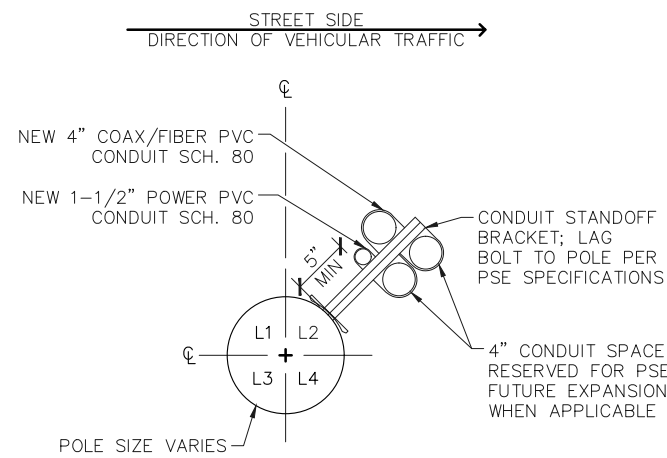 STREET SIDE
DIRECTION OF VEHICULAR TRAFFIC
℄
NEW 4" COAX/FIBER PVC
CONDUIT SCH. 80
NEW 1-1/2" POWER PVC
CONDUIT SCH. 80
5"
MIN
CONDUIT STANDOFF
BRACKET; LAG
BOLT TO POLE PER
PSE SPECIFICATIONS
L1 L2
℄
L3 L4
4" CONDUIT SPACE
RESERVED FOR PSE
FUTURE EXPANSION
WHEN APPLICABLE
POLE SIZE VARIES